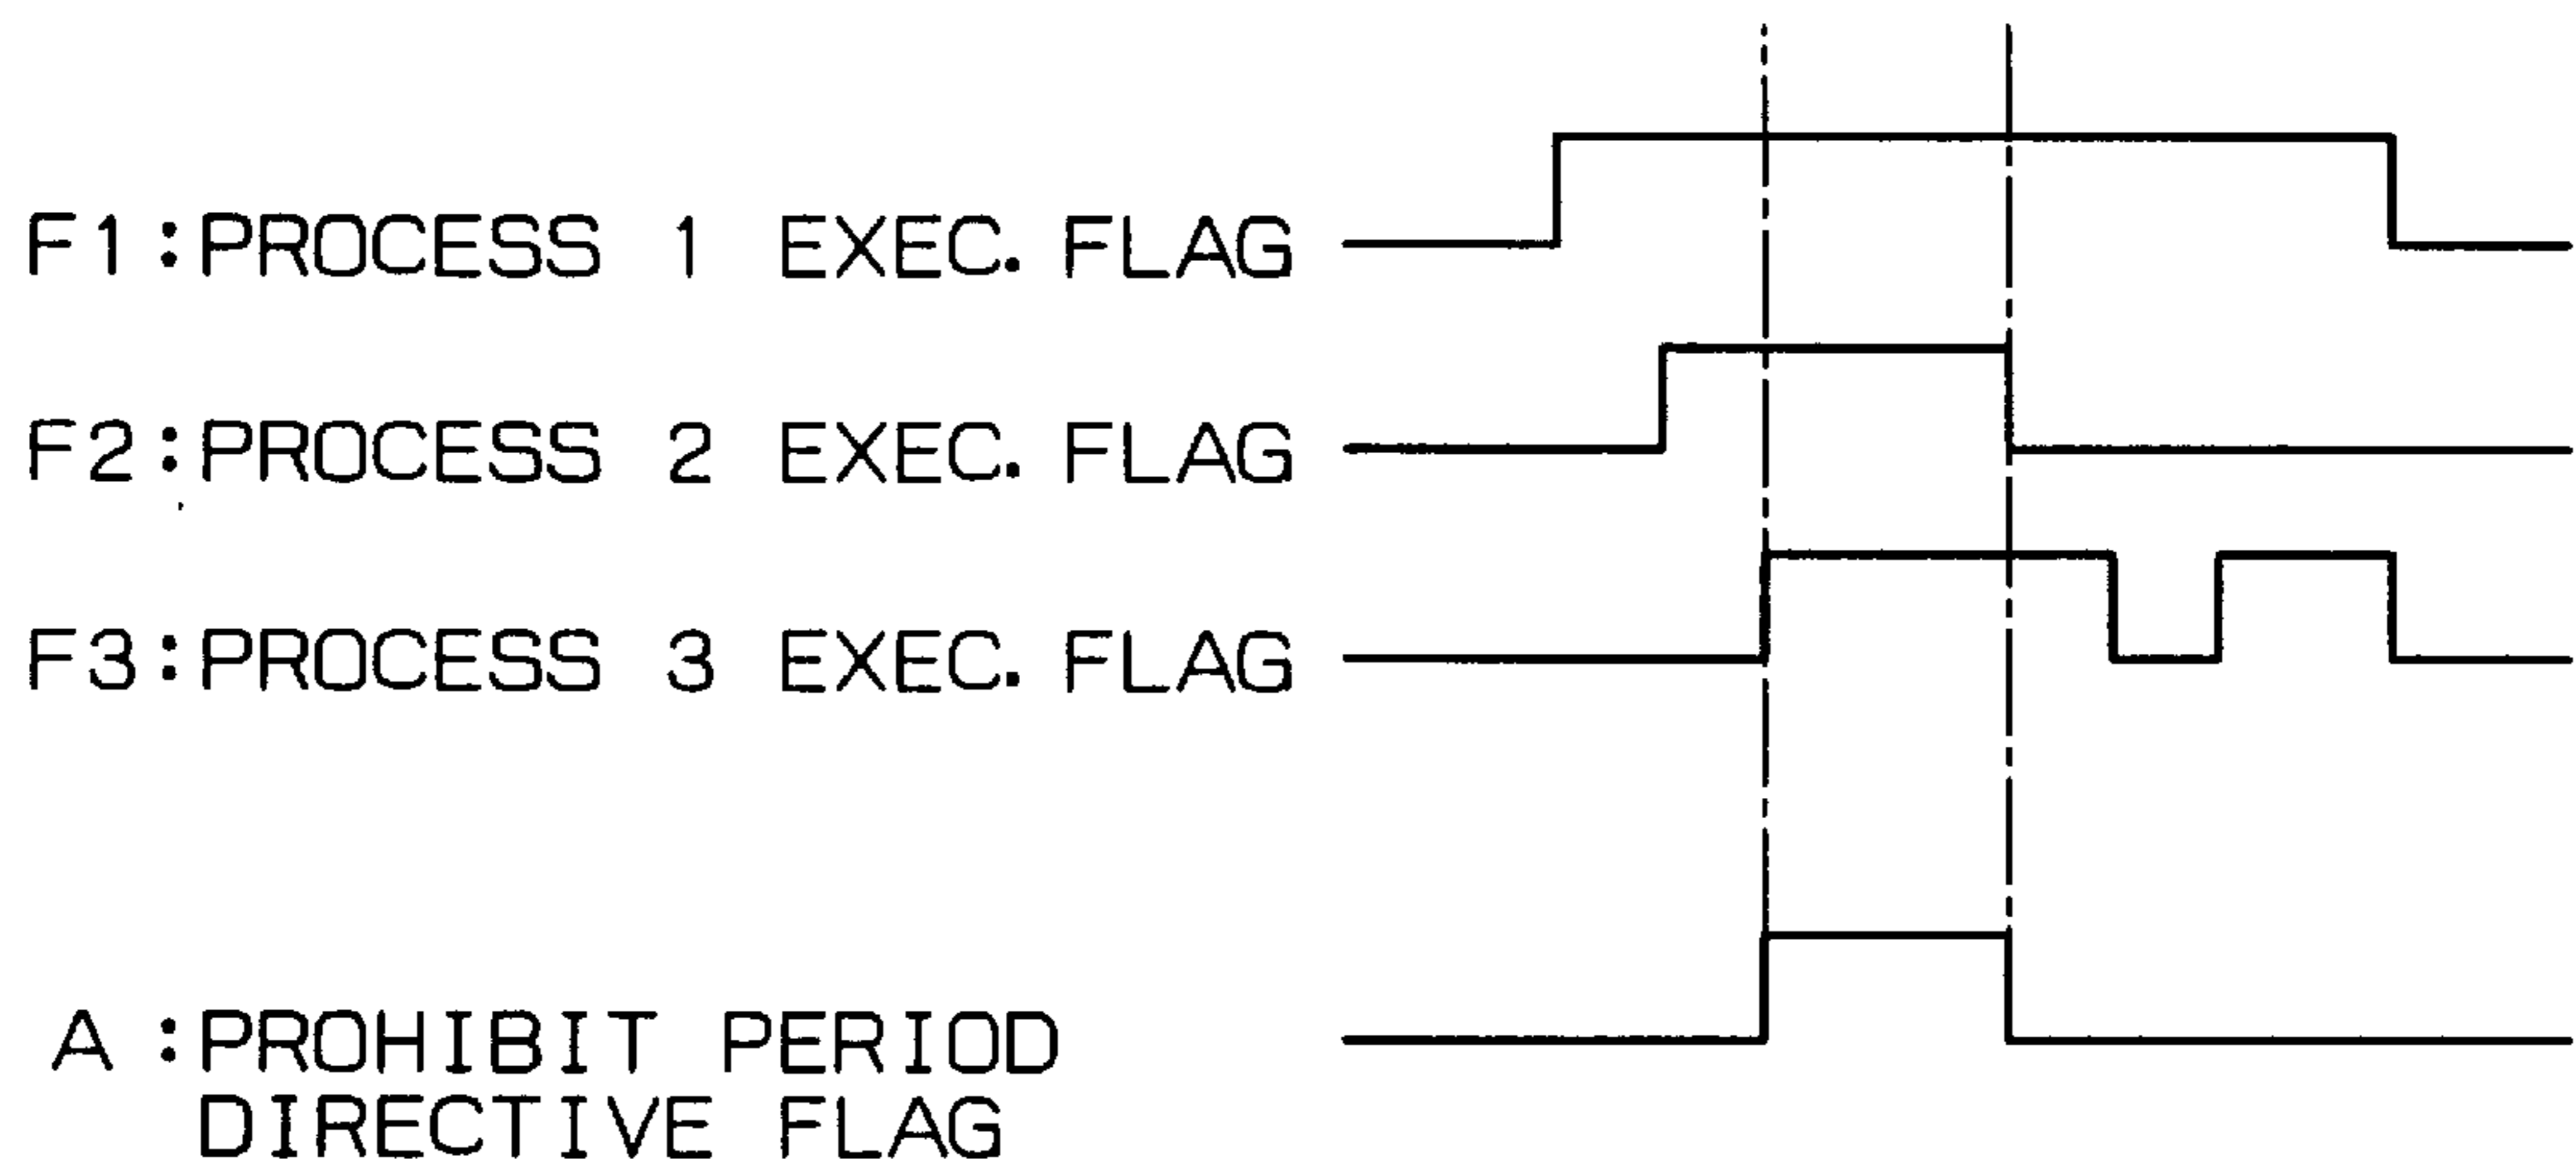 F1:PROCESS 1 EXEC. FLAG
F2:PROCESS 2 EXEC. FLAG
F3:PROCESS 3 EXEC. FLAG
A :PROHIBIT PERIOD
DIRECTIVE FLAG